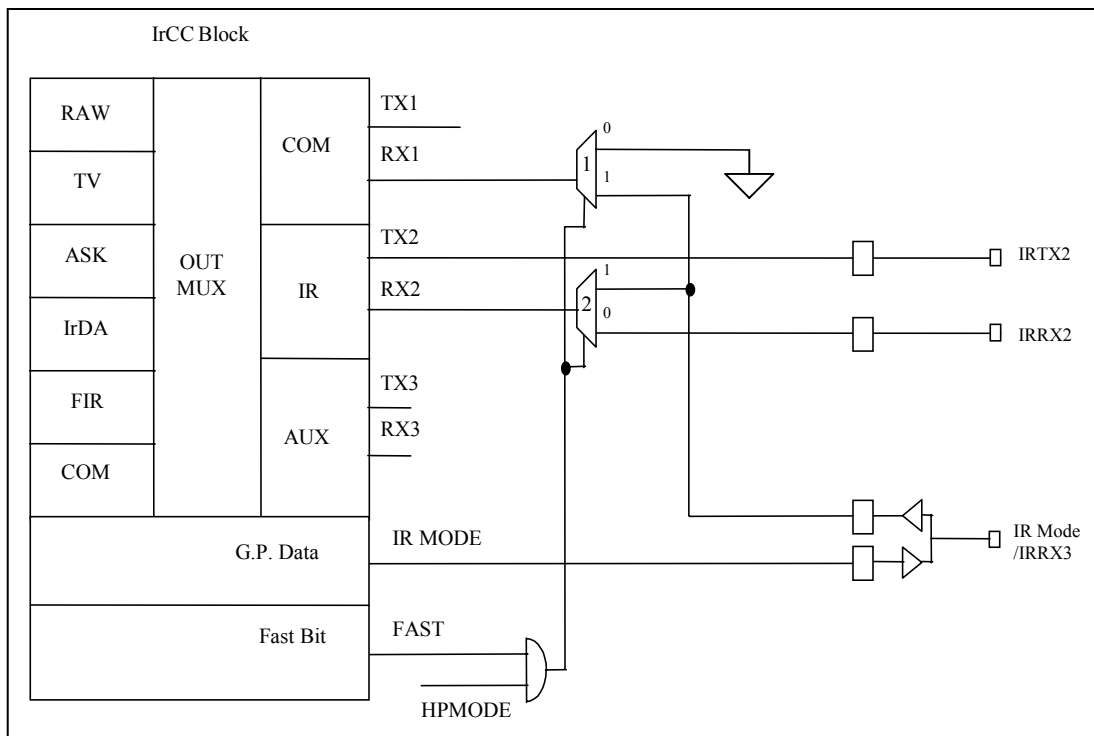 IrCC Block
RAW
TV
ASK
IrDA
FIR
COM
OUT
MUX
COM
IR
AUX
G.P. Data
Fast Bit
TX1
RX1
TX2
RX2
TX3
RX3
IR MODE
FAST
HPMODE
0
1
1
1
2
0
IRTX2
IRRX2
IR Mode
/IRRX3